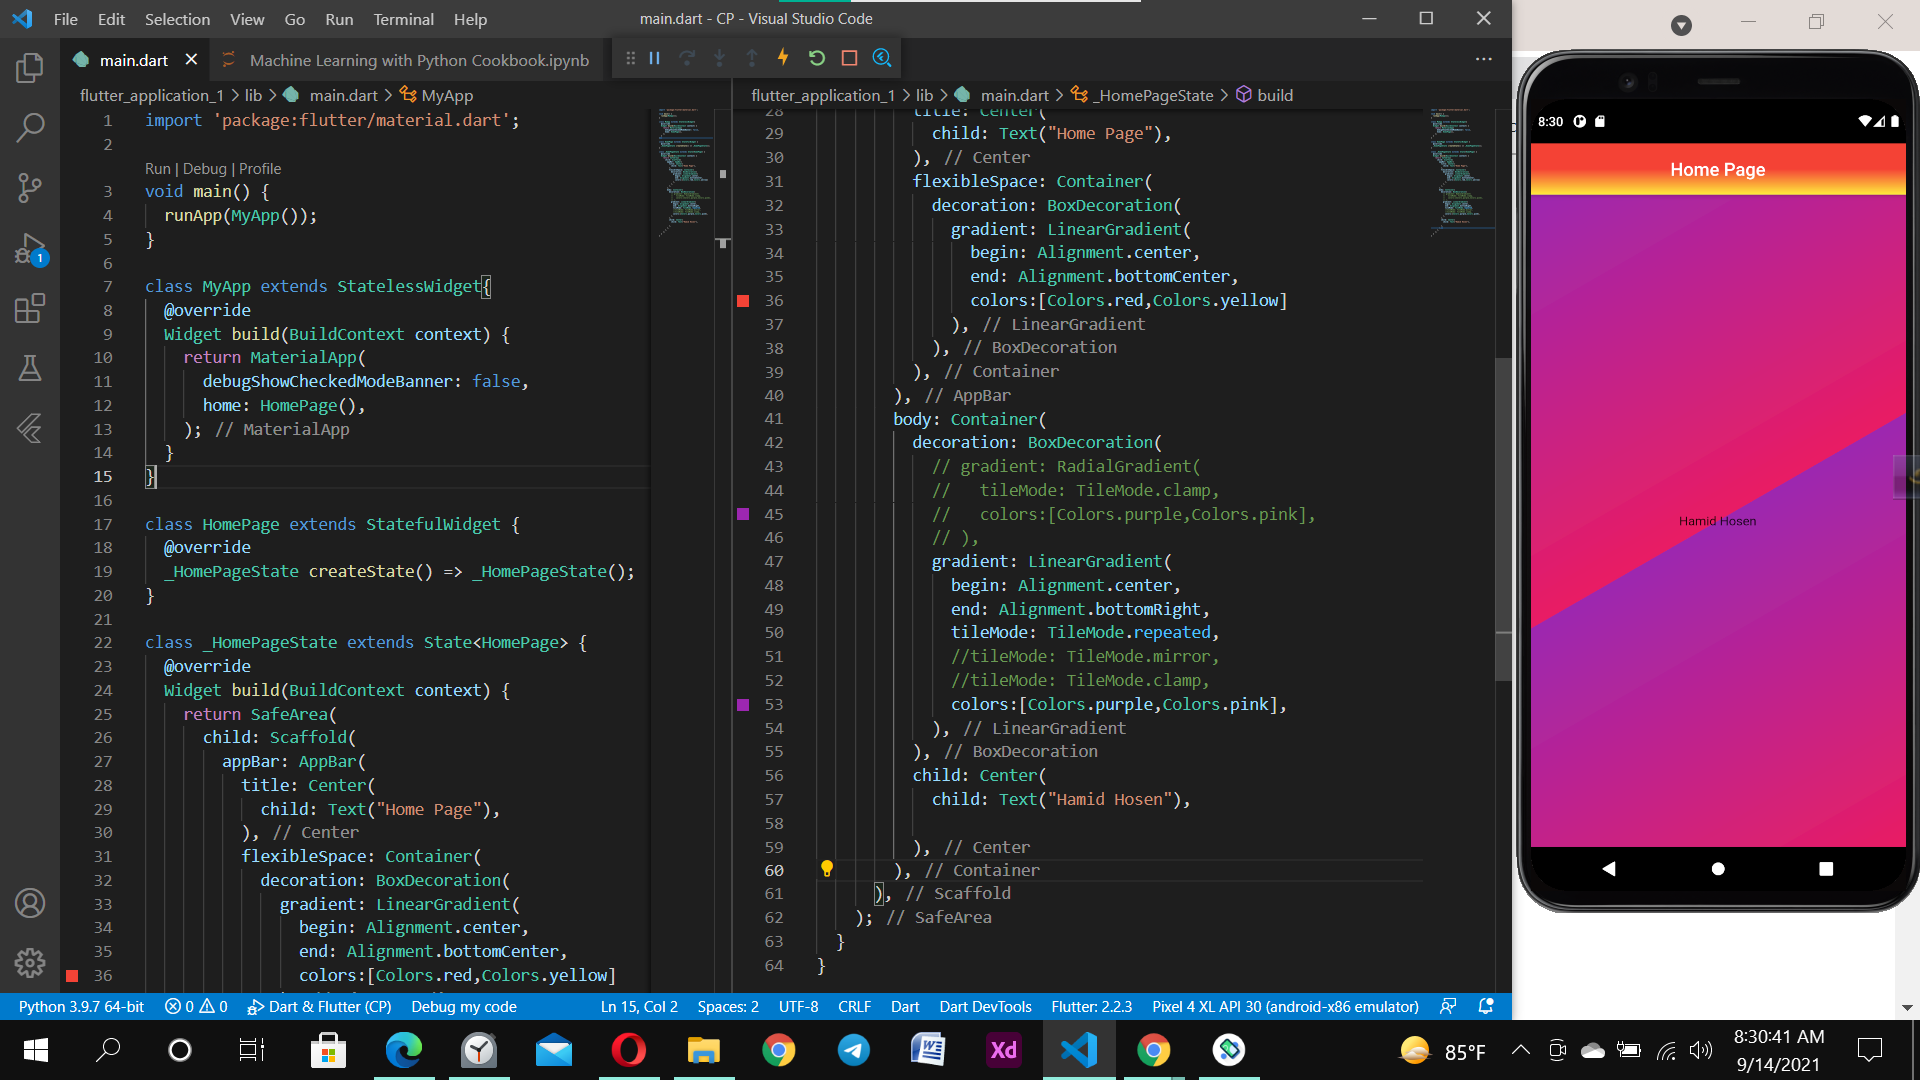 File Edit Selection View Go Run Terminal Help
main.dart - CP - Visual Studio Code
main.dart
Machine Learning with Python Cookbook.ipynb
flutter_application_1 > lib > main.dart > MyApp
1 import 'package:flutter/material.dart';
2
Run | Debug | Profile
3 void main() {
4 runApp(MyApp());
5 }
6
7 class MyApp extends StatelessWidget{
8 @override
9 Widget build(BuildContext context) {
10 return MaterialApp(
11 debugShowCheckedModeBanner: false,
12 home: HomePage(),
13 ); // MaterialApp
14 }
15 }
16
17 class HomePage extends StatefulWidget {
18 @override
19 _HomePageState createState() => _HomePageState();
20 }
21
22 class _HomePageState extends State<HomePage> {
23 @override
24 Widget build(BuildContext context) {
25 return SafeArea(
26 child: Scaffold(
27 appBar: AppBar(
28 title: Center(
29 child: Text("Home Page"),
30 ), // Center
31 flexibleSpace: Container(
32 decoration: BoxDecoration(
33 gradient: LinearGradient(
34 begin: Alignment.center,
35 end: Alignment.bottomCenter,
36 colors:[Colors.red,Colors.yellow]
flutter_application_1 > lib > main.dart > _HomePageState > build
28 title: Center(
29 child: Text("Home Page"),
30 ), // Center
31 flexibleSpace: Container(
32 decoration: BoxDecoration(
33 gradient: LinearGradient(
34 begin: Alignment.center,
35 end: Alignment.bottomCenter,
36 colors:[Colors.red,Colors.yellow]
37 ), // LinearGradient
38 ), // BoxDecoration
39 ), // Container
40 ), // AppBar
41 body: Container(
42 decoration: BoxDecoration(
43 // gradient: RadialGradient(
44 // tileMode: TileMode.clamp,
45 // colors:[Colors.purple,Colors.pink],
46 // ),
47 gradient: LinearGradient(
48 begin: Alignment.center,
49 end: Alignment.bottomRight,
50 tileMode: TileMode.repeated,
51 //tileMode: TileMode.mirror,
52 //tileMode: TileMode.clamp,
53 colors:[Colors.purple,Colors.pink],
54 ), // LinearGradient
55 ), // BoxDecoration
56 child: Center(
57 child: Text("Hamid Hosen"),
58
59 ), // Center
60 ), // Container
61 ), // Scaffold
62 ); // SafeArea
63 }
64 }
8:30
Home Page
Hamid Hosen
1
Python 3.9.7 64-bit 0 0 Dart & Flutter (CP) Debug my code Ln 15, Col 2 Spaces: 2 UTF-8 CRLF Dart Dart DevTools Flutter: 2.2.3 Pixel 4 XL API 30 (android-x86 emulator)
Xd
85°F
8:30:41 AM
9/14/2021